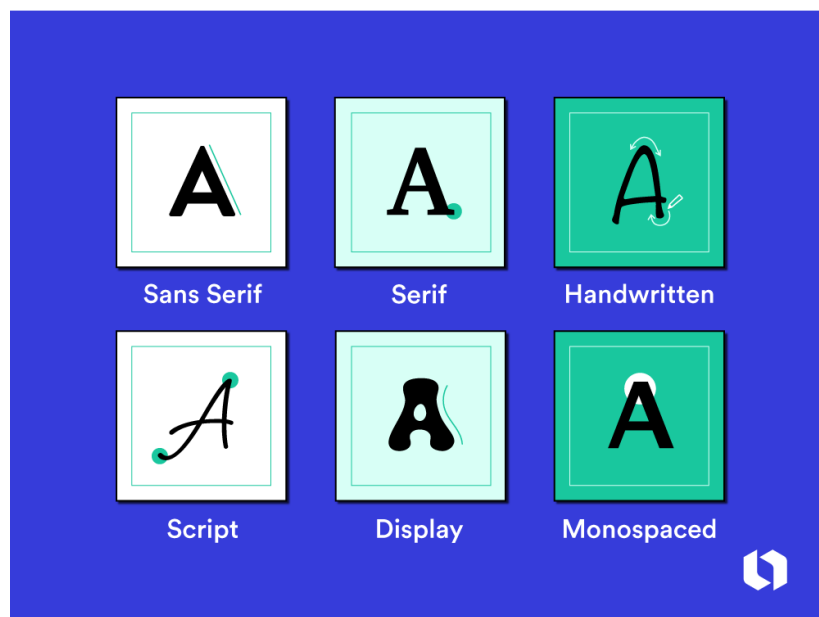 A
A
A
Sans Serif
Serif
Handwritten
A
A
A
Script
Display
Monospaced